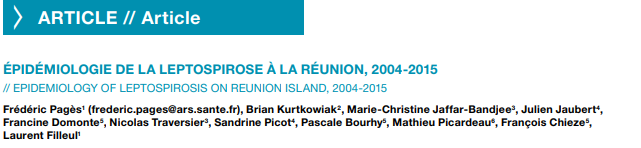 ARTICLE // Article
ÉPIDÉMIOLOGIE DE LA LEPTOSPIROSE À LA RÉUNION, 2004-2015
// EPIDEMIOLOGY OF LEPTOSPIROSIS ON REUNION ISLAND, 2004-2015
Frédéric Pagès¹ (frederic.pages@ars.sante.fr), Brian Kurtkowiak², Marie-Christine Jaffar-Bandjee³, Julien Jaubert⁴,
Francine Domonte⁵, Nicolas Traversier³, Sandrine Picot⁴, Pascale Bourhy⁵, Mathieu Picardeau⁶, François Chieze⁵,
Laurent Filleul¹